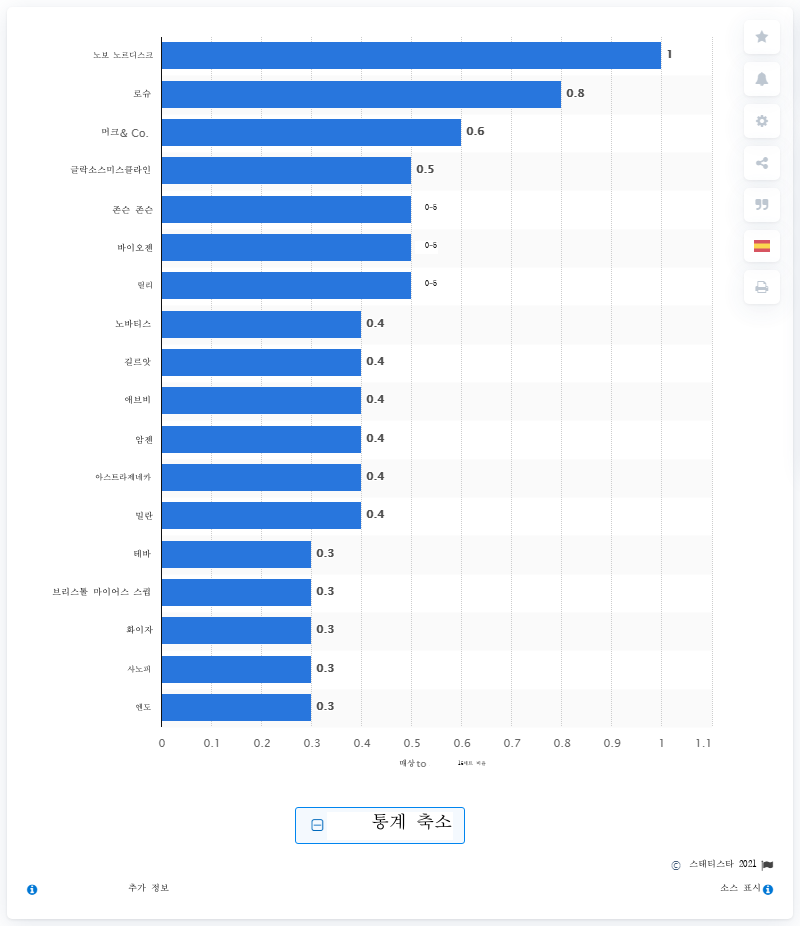 노보 노르디스크 1
로슈 0.8
머크& Co. 0.6
글락소스미스클라인 0.5
존슨 존슨
바이오젠
릴리
노바티스 0.4
길르앗 0.4
애브비 0.4
암젠 0.4
아스트라제네카 0.4
밀란 0.4
테바 0.3
브리스톨 마이어스 스큅 0.3
화이자 0.3
사노피 0.3
엔도 0.3
0 0.1 0.2 0.3 0.4 0.5 0.6 0.7 0.8 0.9 1 1.1
매상to
통계 축소
© 스태티스타 2021
추가 정보 소스 표시